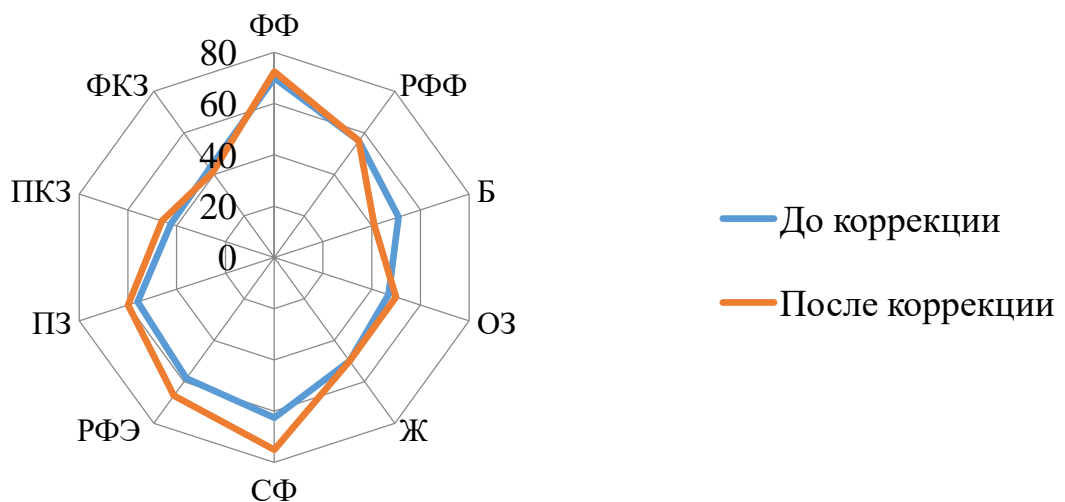 ФФ
РФФ
Б
ОЗ
Ж
СФ
РФЭ
ПЗ
ПКЗ
ФКЗ
80
60
40
20
0
До коррекции
После коррекции